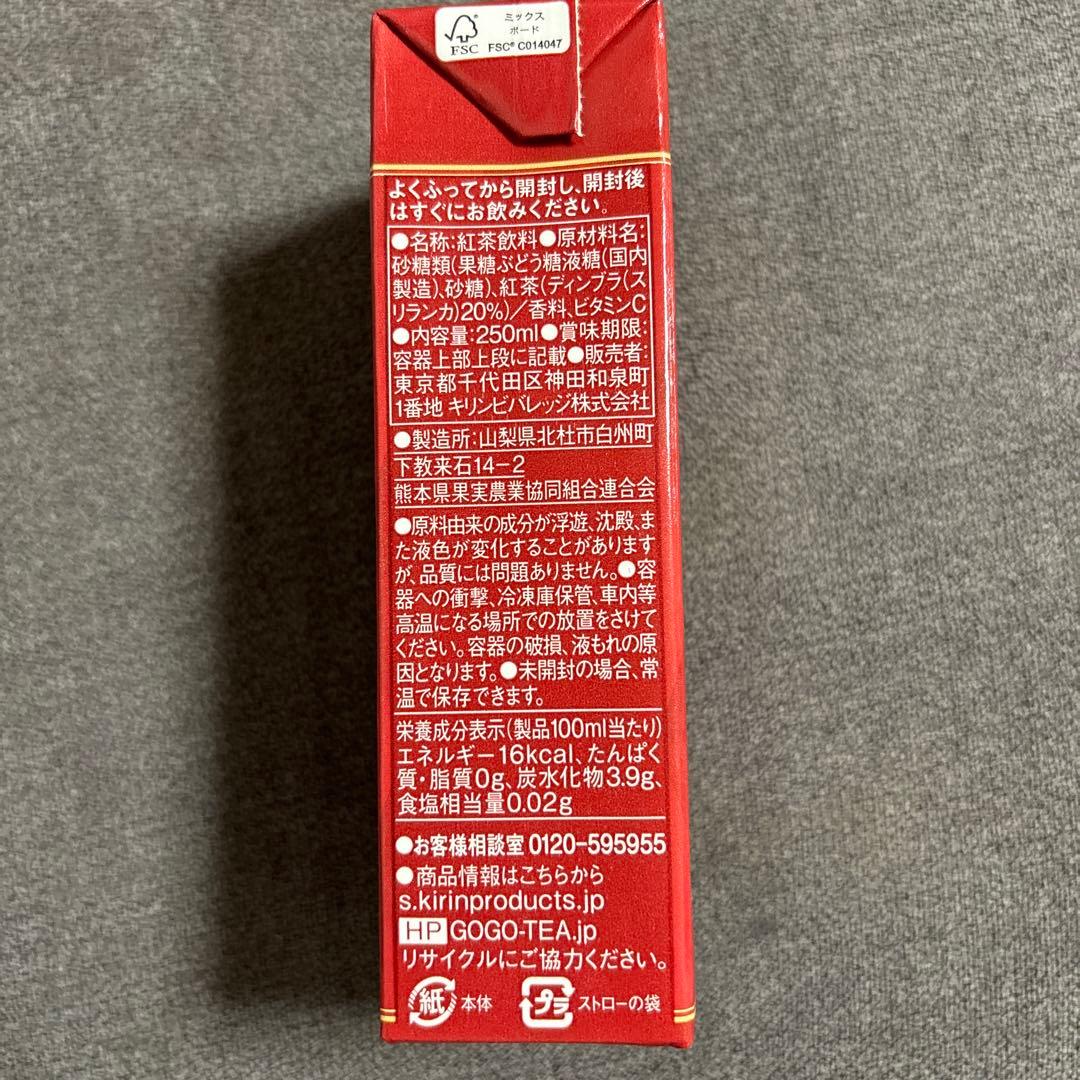 ミックス
ボード
FSC
FSC® C014047
よくふってから開封し、開封後
はすぐにお飲みください。
●名称:紅茶飲料●原材料名:
砂糖類(果糖ぶどう糖液糖(国内
製造)、砂糖)、紅茶(ディンブラ(ス
リランカ)20%)/香料、ビタミンC
●内容量:250ml●賞味期限:
容器上部上段に記載●販売者:
東京都千代田区神田和泉町
1番地 キリンビバレッジ株式会社
●製造所:山梨県北杜市白州町
下教来石14-2
熊本県果実農業協同組合連合会
●原料由来の成分が浮遊、沈殿、ま
た液色が変化することがあります
が、品質には問題ありません。●容
器への衝撃、冷凍庫保管、車内等
高温になる場所での放置をさけて
ください。容器の破損、液もれの原
因となります。●未開封の場合、常
温で保存できます。
栄養成分表示(製品100ml当たり)
エネルギー16kcal、たんぱく
質・脂質0g、炭水化物3.9g、
食塩相当量0.02g
●お客様相談室 0120-595955
●商品情報はこちらから
s.kirinproducts.jp
HP GOGO-TEA.jp
リサイクルにご協力ください。
紙 本体 プラ ストローの袋